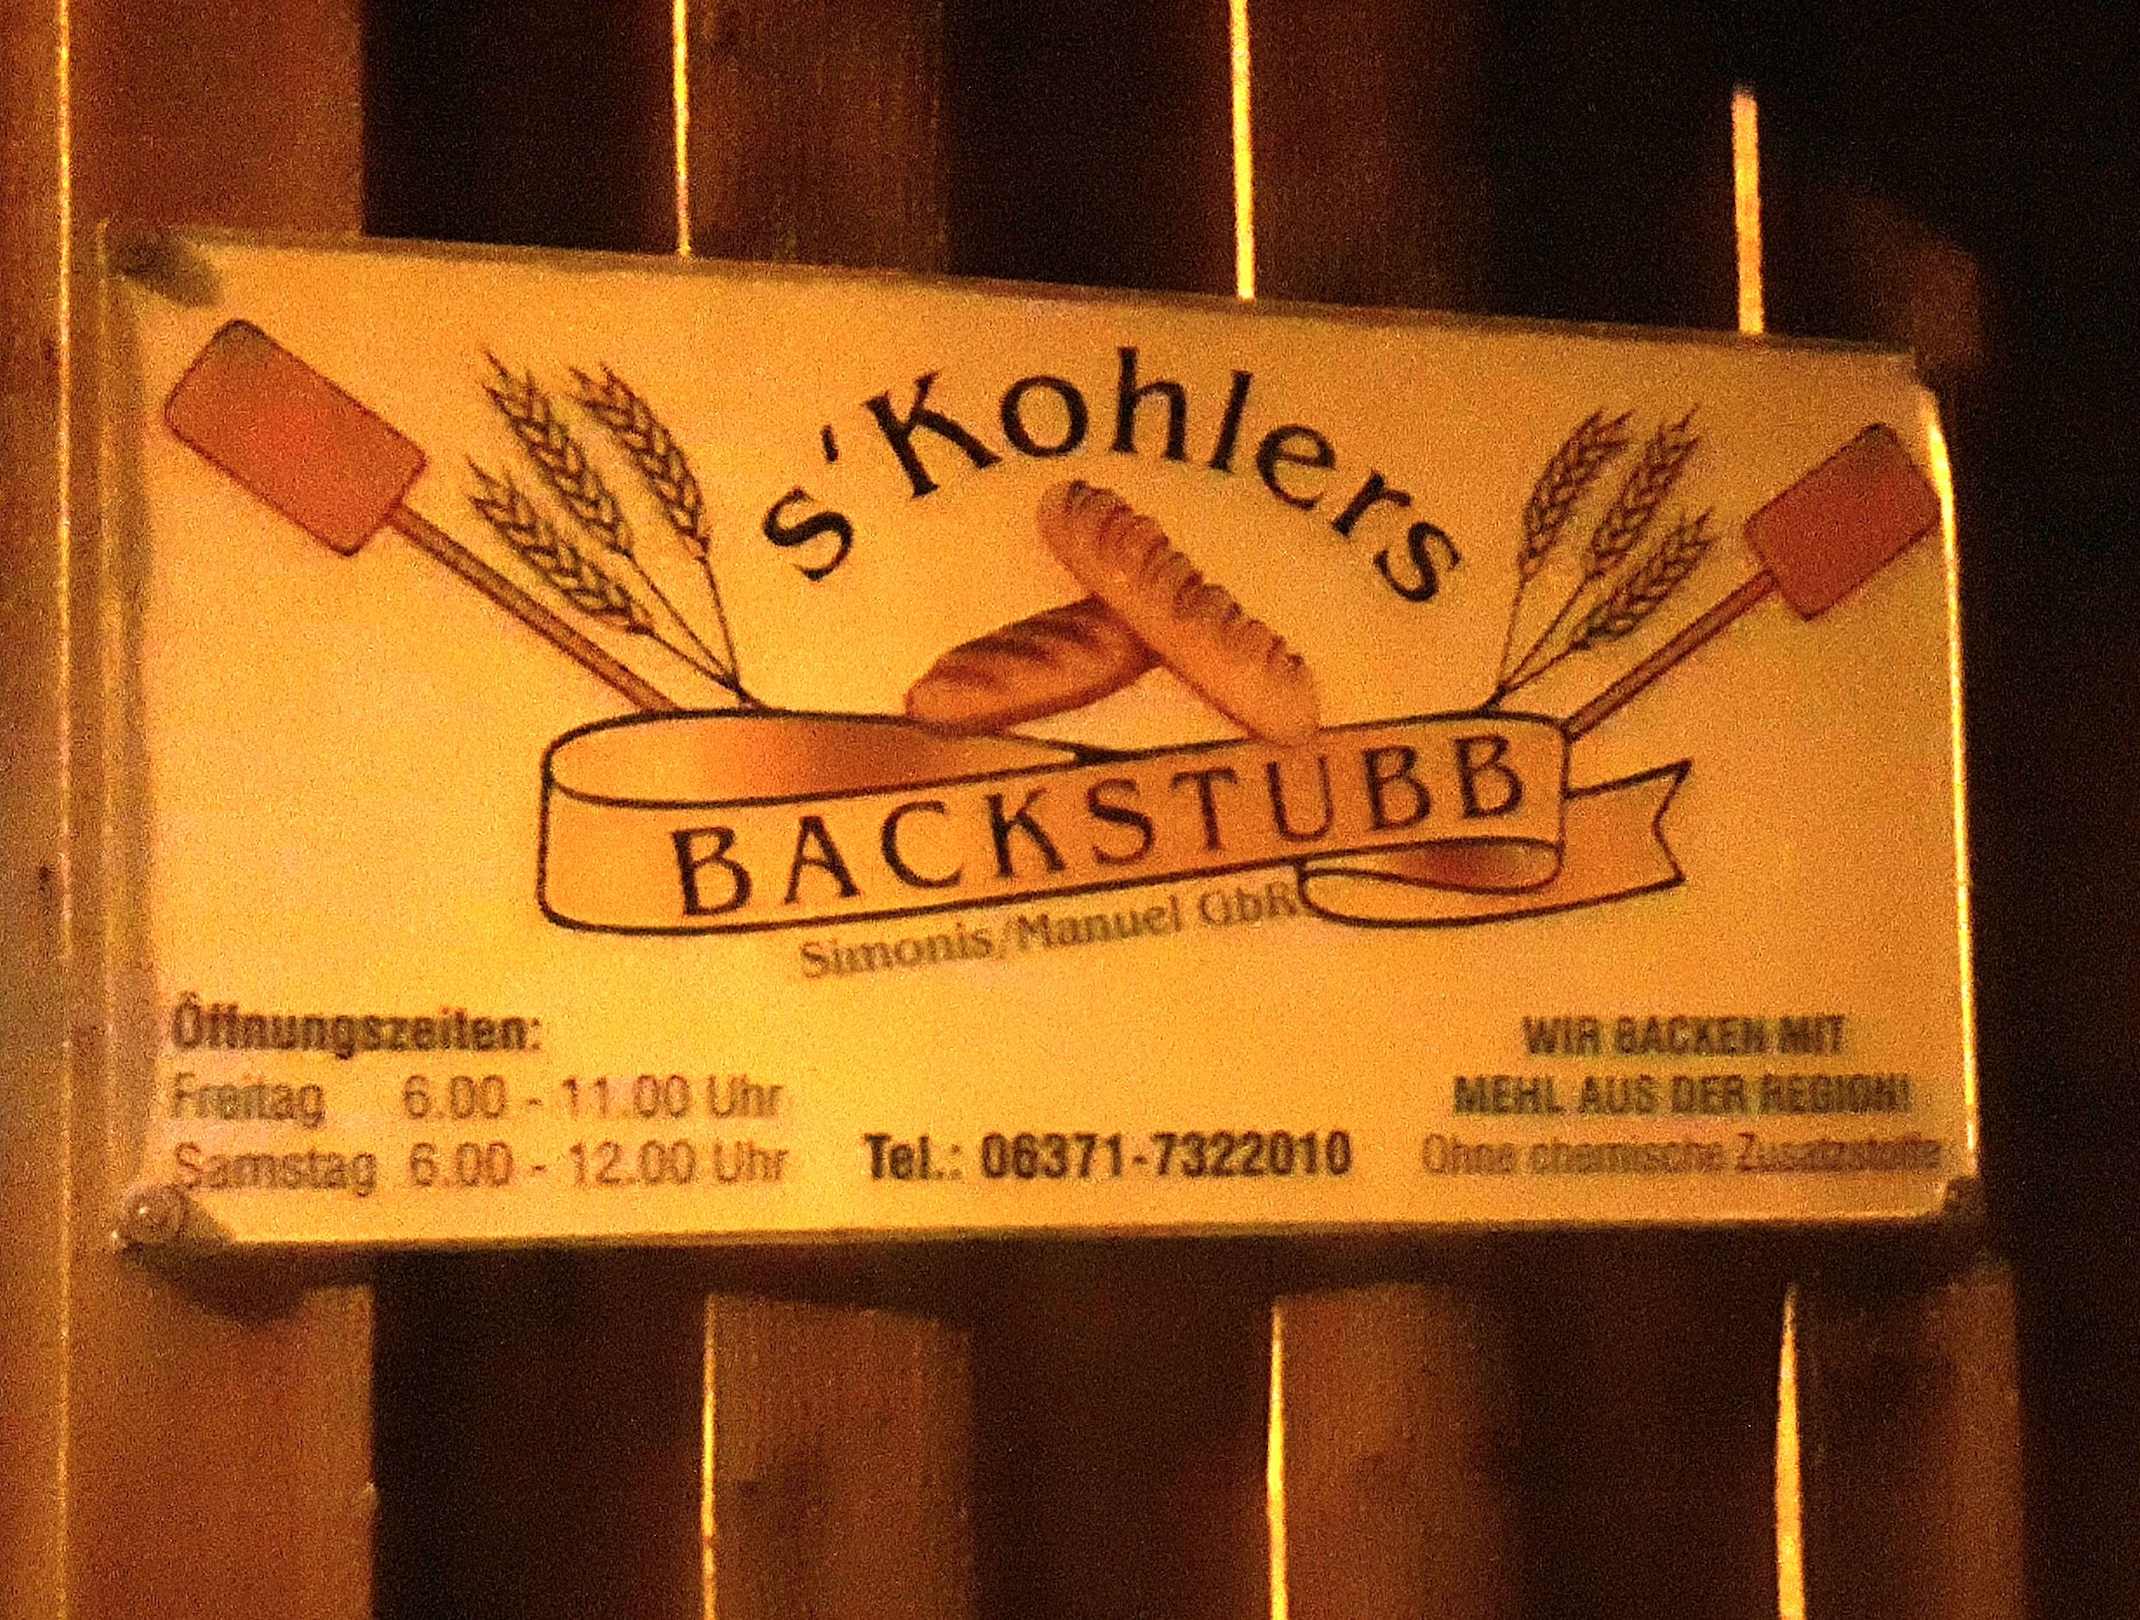 s'Kohlers
BACKSTUBB
Simonis/Manuel GbR
Öffnungszeiten:
Freitag 6.00 - 11.00 Uhr
Samstag 6.00 - 12.00 Uhr
Tel.: 06371-7322010
WIR BACKEN MIT
MEHL AUS DER REGION!
Ohne chemische Zusatzstoffe